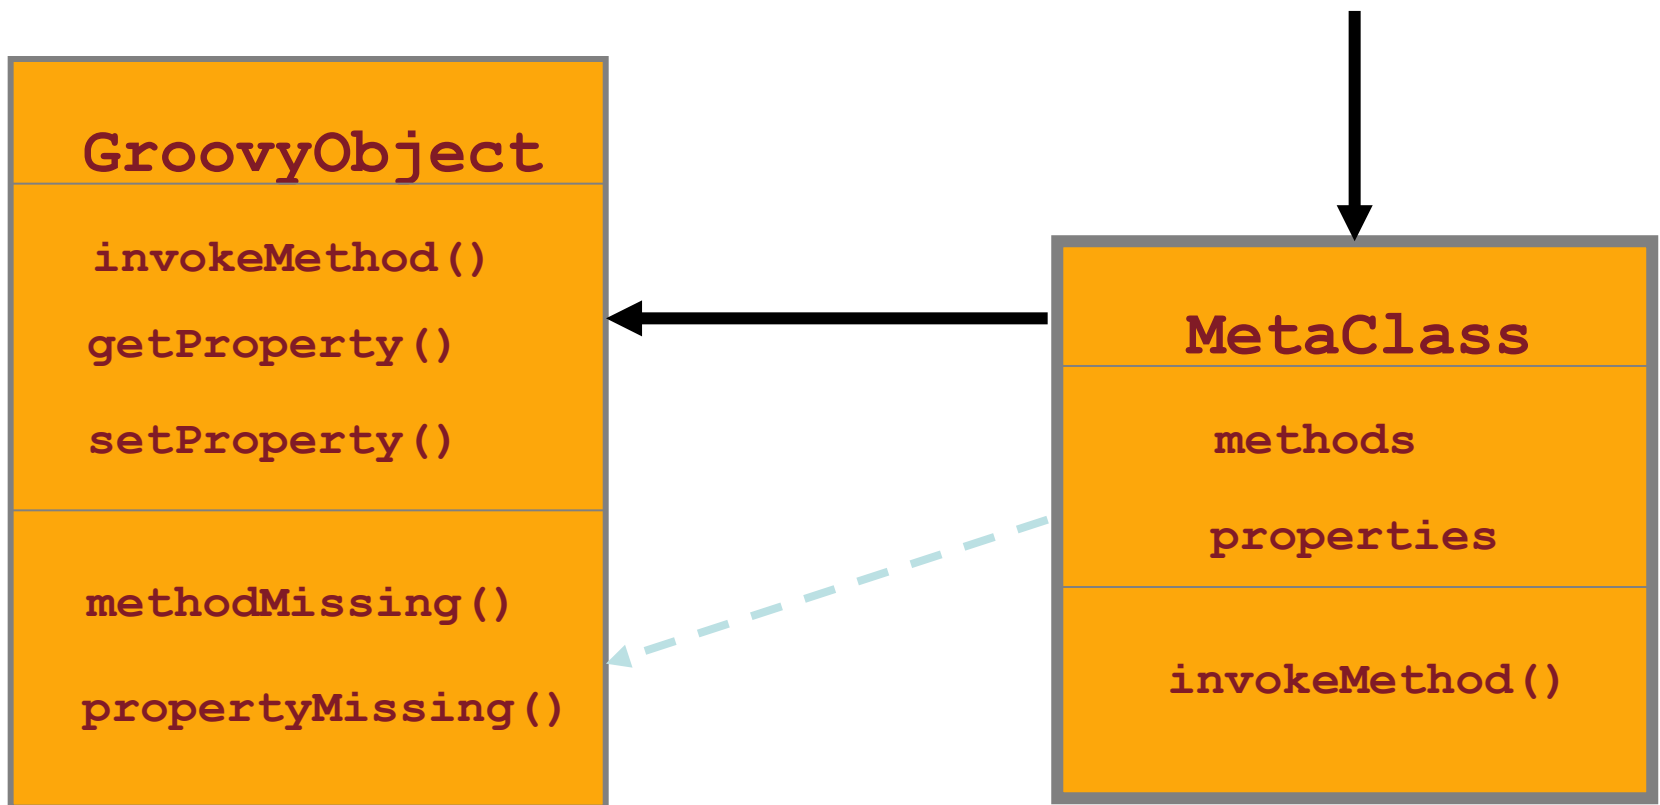 GroovyObject
invokeMethod()
getProperty()
setProperty()
methodMissing()
propertyMissing()
MetaClass
methods
properties
invokeMethod()